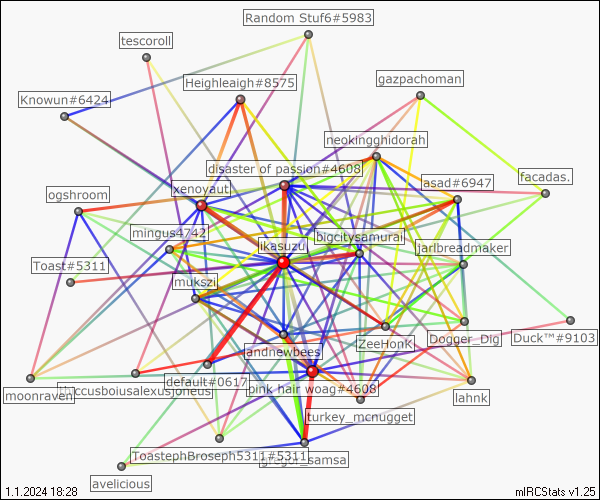 Random Stuf6#5983
tescoroll
gazpachoman
Heighleaigh#8575
Knowun#6424
neokingghidorah
disaster of passion#4608
facadas.
asad#6947
xenoyaut
ogshroom
mingus4742
bigcitysamurai
ikasuzu
jarlbreadmaker
Toast#5311
mukszi
Duck™#9103
Dogger_Dlg
ZeeHonK
andnewbees
default#0617
pink hair woag#4608
moonraven
lahnk
turkey_mcnugget
ToastephBroseph5311#5311
gregor_samsa
avelicious
1.1.2024 18:28
mIRCStats v1.25